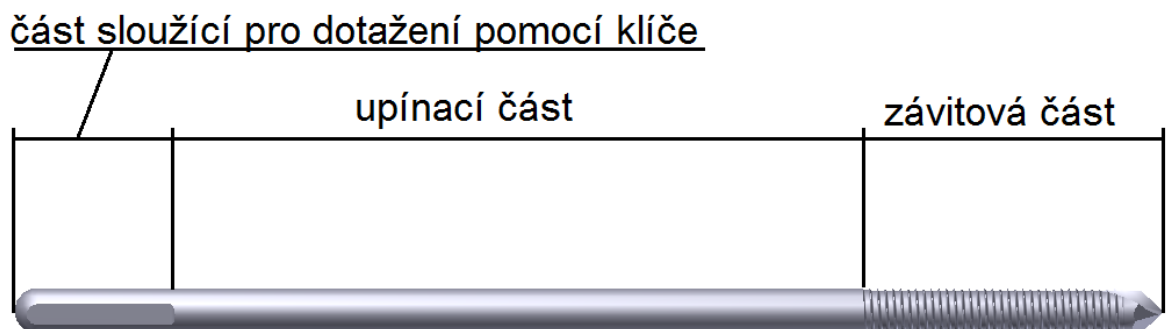 část sloužící pro dotažení pomocí klíče
upínací část
závitová část